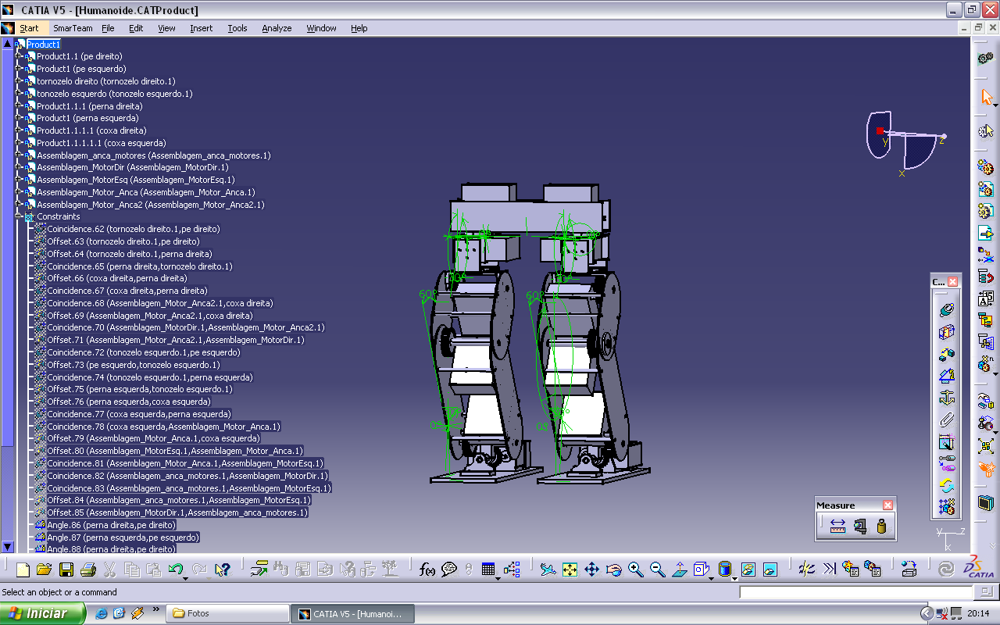 CATIA V5 - [Humanoide.CATProduct]
Start SmarTeam File Edit View Insert Tools Analyze Window Help
Product1
Product1.1 (pe direito)
Product1 (pe esquerdo)
tornozelo direito (tornozelo direito.1)
tonozelo esquerdo (tonozelo esquerdo.1)
Product1.1.1 (perna direita)
Product1 (perna esquerda)
Product1.1.1.1 (coxa direita)
Product1.1.1.1.1 (coxa esquerda)
Assemblagem_anca_motores (Assemblagem_anca_motores.1)
Assemblagem_MotorDir (Assemblagem_MotorDir.1)
Assemblagem_MotorEsq (Assemblagem_MotorEsq.1)
Assemblagem_Motor_Anca (Assemblagem_Motor_Anca.1)
Assemblagem_Motor_Anca2 (Assemblagem_Motor_Anca2.1)
Constraints
Coincidence.62 (tornozelo direito.1,pe direito)
Offset.63 (tornozelo direito.1,pe direito)
Offset.64 (tornozelo direito.1,perna direita)
Coincidence.65 (perna direita,tornozelo direito.1)
Offset.66 (coxa direita,perna direita)
Coincidence.67 (coxa direita,perna direita)
Coincidence.68 (Assemblagem_Motor_Anca2.1,coxa direita)
Offset.69 (Assemblagem_Motor_Anca2.1,coxa direita)
Coincidence.70 (Assemblagem_MotorDir.1,Assemblagem_Motor_Anca2.1)
Offset.71 (Assemblagem_Motor_Anca2.1,Assemblagem_MotorDir.1)
Coincidence.72 (tonozelo esquerdo.1,pe esquerdo)
Offset.73 (pe esquerdo,tonozelo esquerdo.1)
Coincidence.74 (tonozelo esquerdo.1,perna esquerda)
Offset.75 (perna esquerda,tonozelo esquerdo.1)
Offset.76 (perna esquerda,coxa esquerda)
Coincidence.77 (coxa esquerda,perna esquerda)
Coincidence.78 (coxa esquerda,Assemblagem_Motor_Anca.1)
Offset.79 (Assemblagem_Motor_Anca.1,coxa esquerda)
Offset.80 (Assemblagem_MotorEsq.1,Assemblagem_Motor_Anca.1)
Coincidence.81 (Assemblagem_Motor_Anca.1,Assemblagem_MotorEsq.1)
Coincidence.82 (Assemblagem_anca_motores.1,Assemblagem_MotorDir.1)
Coincidence.83 (Assemblagem_anca_motores.1,Assemblagem_MotorEsq.1)
Offset.84 (Assemblagem_anca_motores.1,Assemblagem_MotorEsq.1)
Offset.85 (Assemblagem_MotorDir.1,Assemblagem_anca_motores.1)
Angle.86 (perna direita,pe direito)
Angle.87 (perna esquerda,pe esquerdo)
Angle.88 (perna direita,pe direito)
y z
x
60° 60°
0° 0°
C...
Measure
y z
x
f(x)
CATIA
Select an object or a command
Iniciar
»
Fotos
CATIA V5 - [Humanoi...
20:14